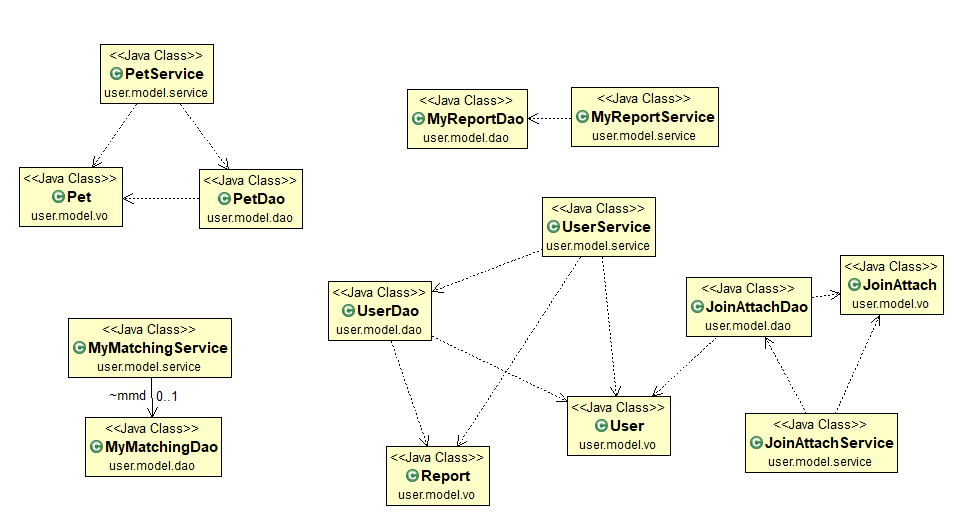 <<Java Class>>
PetService
user.model.service
<<Java Class>>
MyReportDao
user.model.dao
<<Java Class>>
MyReportService
user.model.service
<<Java Class>>
Pet
user.model.vo
<<Java Class>>
PetDao
user.model.dao
<<Java Class>>
UserService
user.model.service
<<Java Class>>
UserDao
user.model.dao
<<Java Class>>
JoinAttachDao
user.model.dao
<<Java Class>>
JoinAttach
user.model.vo
<<Java Class>>
MyMatchingService
user.model.service
~mmd 0..1
<<Java Class>>
MyMatchingDao
user.model.dao
<<Java Class>>
User
user.model.vo
<<Java Class>>
JoinAttachService
user.model.service
<<Java Class>>
Report
user.model.vo